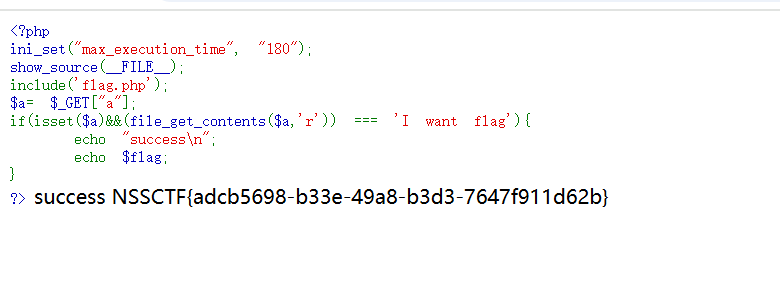 <?php
ini_set("max_execution_time", "180");
show_source(__FILE__);
include('flag.php');
$a= $_GET["a"];
if(isset($a)&&(file_get_contents($a,'r')) === 'I want flag'){
        echo "success\n";
        echo $flag;
}
?> success NSSCTF{adcb5698-b33e-49a8-b3d3-7647f911d62b}